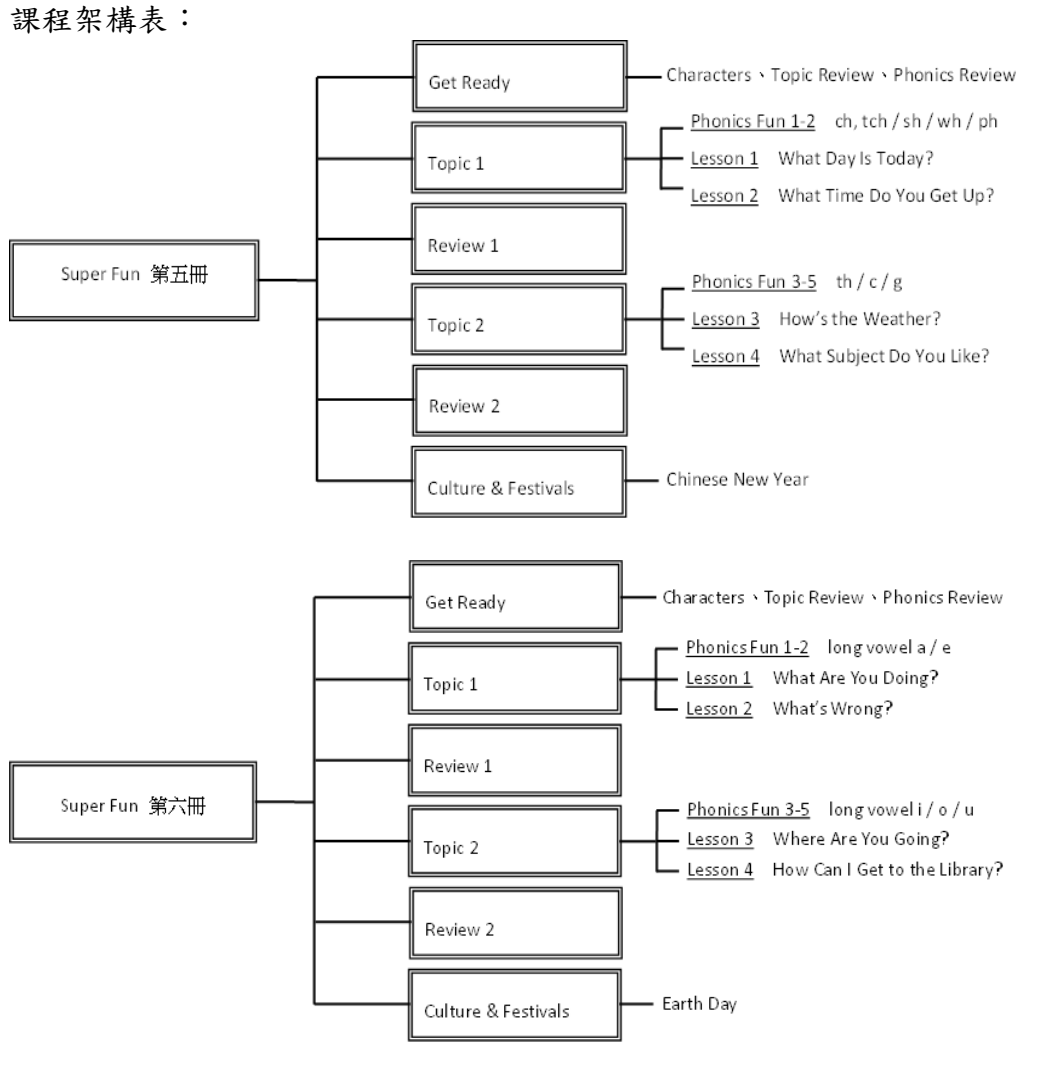 課程架構表：
Get Ready
Characters、Topic Review、Phonics Review
Topic 1
Phonics Fun 1-2 ch, tch / sh / wh / ph
Lesson 1 What Day Is Today?
Lesson 2 What Time Do You Get Up?
Review 1
Super Fun 第五冊
Topic 2
Phonics Fun 3-5 th / c / g
Lesson 3 How's the Weather?
Lesson 4 What Subject Do You Like?
Review 2
Culture & Festivals
Chinese New Year
Get Ready
Characters、Topic Review、Phonics Review
Topic 1
Phonics Fun 1-2 long vowel a / e
Lesson 1 What Are You Doing?
Lesson 2 What's Wrong?
Review 1
Super Fun 第六冊
Topic 2
Phonics Fun 3-5 long vowel i / o / u
Lesson 3 Where Are You Going?
Lesson 4 How Can I Get to the Library?
Review 2
Culture & Festivals
Earth Day